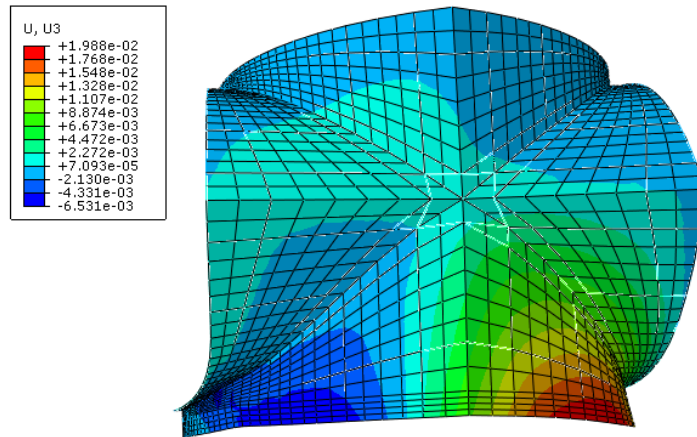 U, U3
+1.988e-02
+1.768e-02
+1.548e-02
+1.328e-02
+1.107e-02
+8.874e-03
+6.673e-03
+4.472e-03
+2.272e-03
+7.093e-05
-2.130e-03
-4.331e-03
-6.531e-03